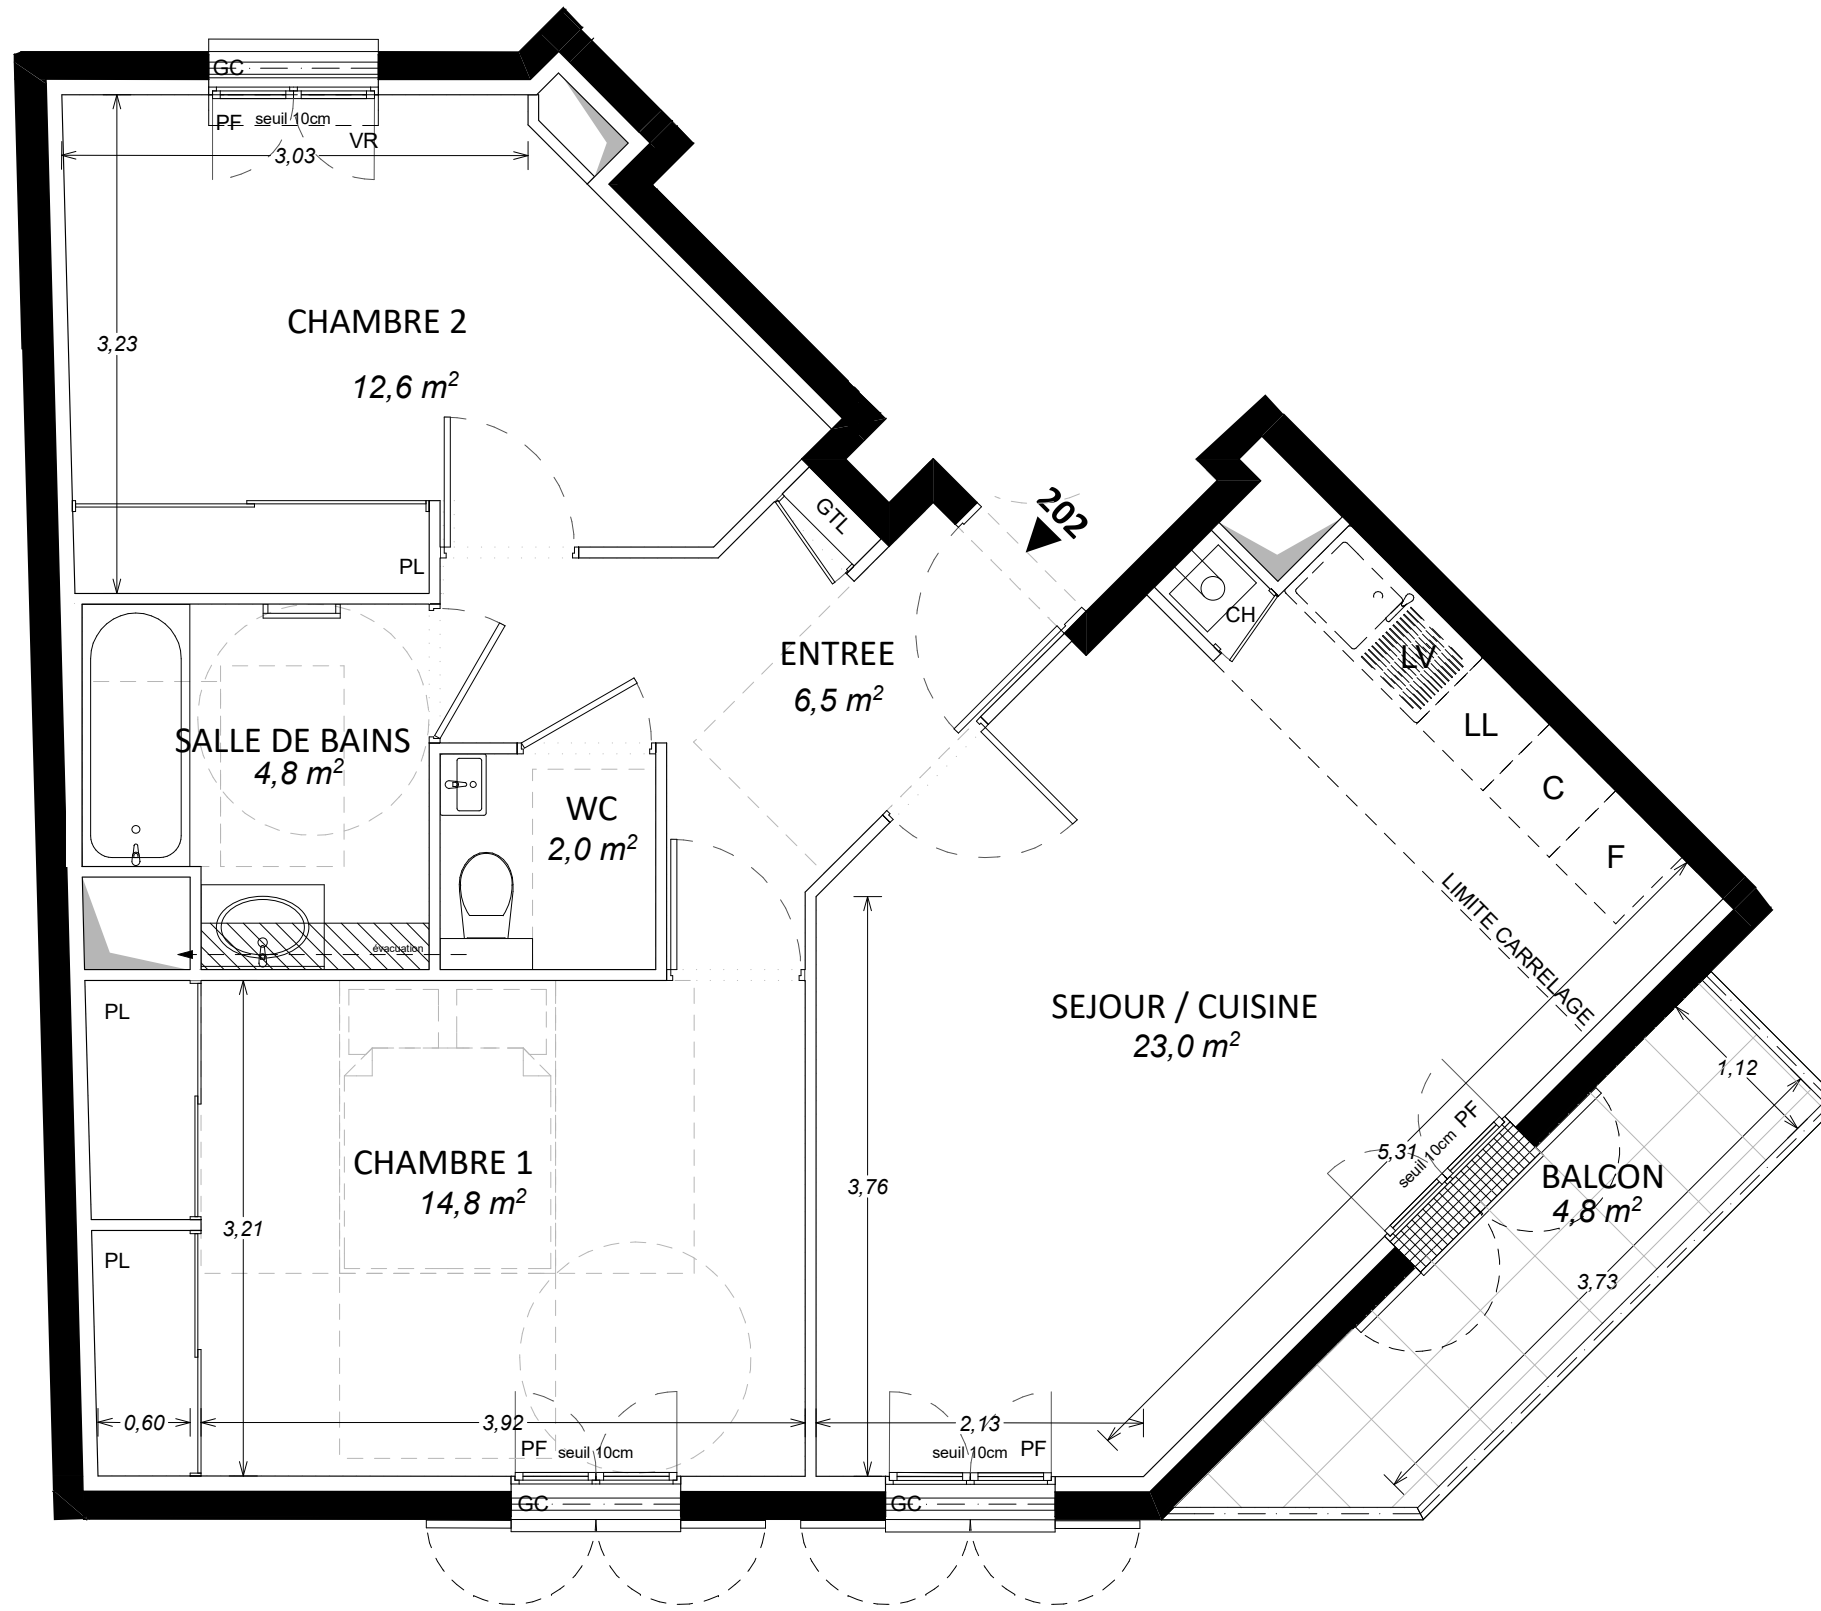 GC
PF
seuil 10cm
VR
3,03
3,23
CHAMBRE 2
12,6 m²
PL
GTL
202
ENTREE
6,5 m²
CH
LV
LL
C
F
SALLE DE BAINS
4,8 m²
WC
2,0 m²
évacuation
LIMITE CARRELAGE
SEJOUR / CUISINE
23,0 m²
PL
CHAMBRE 1
14,8 m²
3,21
3,76
PL
0,60
3,92
2,13
5,31
seuil 10cm
PF
1,12
BALCON
4,8 m²
3,73
PF
seuil 10cm
seuil 10cm
PF
GC
GC